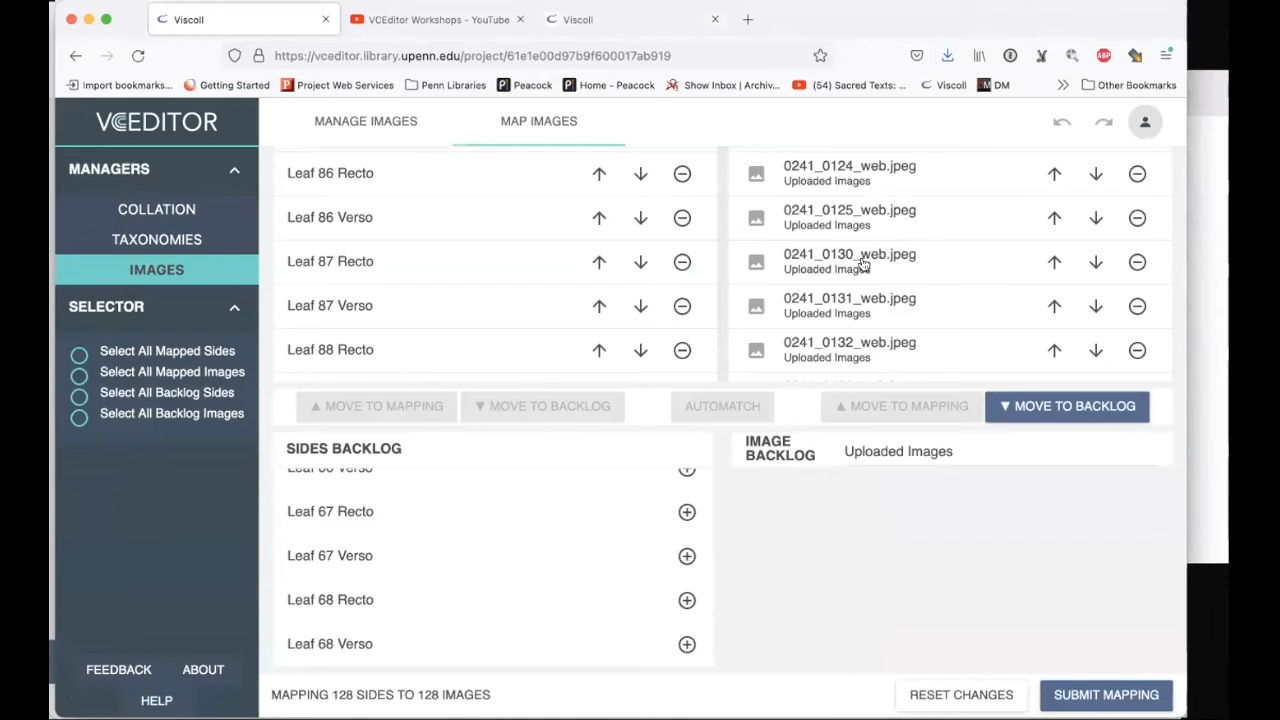 Viscoll
VCEditor Workshops - YouTube
Viscoll
https://vceditor.library.upenn.edu/project/61e1e00d97b9f600017ab919
Import bookmarks...
Getting Started
Project Web Services
Penn Libraries
Peacock
Home - Peacock
Show Inbox | Archiv...
(54) Sacred Texts: ...
Viscoll
DM
Other Bookmarks
VCEDITOR
MANAGE IMAGES
MAP IMAGES
MANAGERS
COLLATION
TAXONOMIES
IMAGES
SELECTOR
Select All Mapped Sides
Select All Mapped Images
Select All Backlog Sides
Select All Backlog Images
FEEDBACK
ABOUT
HELP
Leaf 86 Recto
Leaf 86 Verso
Leaf 87 Recto
Leaf 87 Verso
Leaf 88 Recto
0241_0124_web.jpeg
Uploaded Images
0241_0125_web.jpeg
Uploaded Images
0241_0130_web.jpeg
Uploaded Images
0241_0131_web.jpeg
Uploaded Images
0241_0132_web.jpeg
Uploaded Images
▲ MOVE TO MAPPING
▼ MOVE TO BACKLOG
AUTOMATCH
▲ MOVE TO MAPPING
▼ MOVE TO BACKLOG
SIDES BACKLOG
Leaf 67 Recto
Leaf 67 Verso
Leaf 68 Recto
Leaf 68 Verso
IMAGE
BACKLOG
Uploaded Images
MAPPING 128 SIDES TO 128 IMAGES
RESET CHANGES
SUBMIT MAPPING